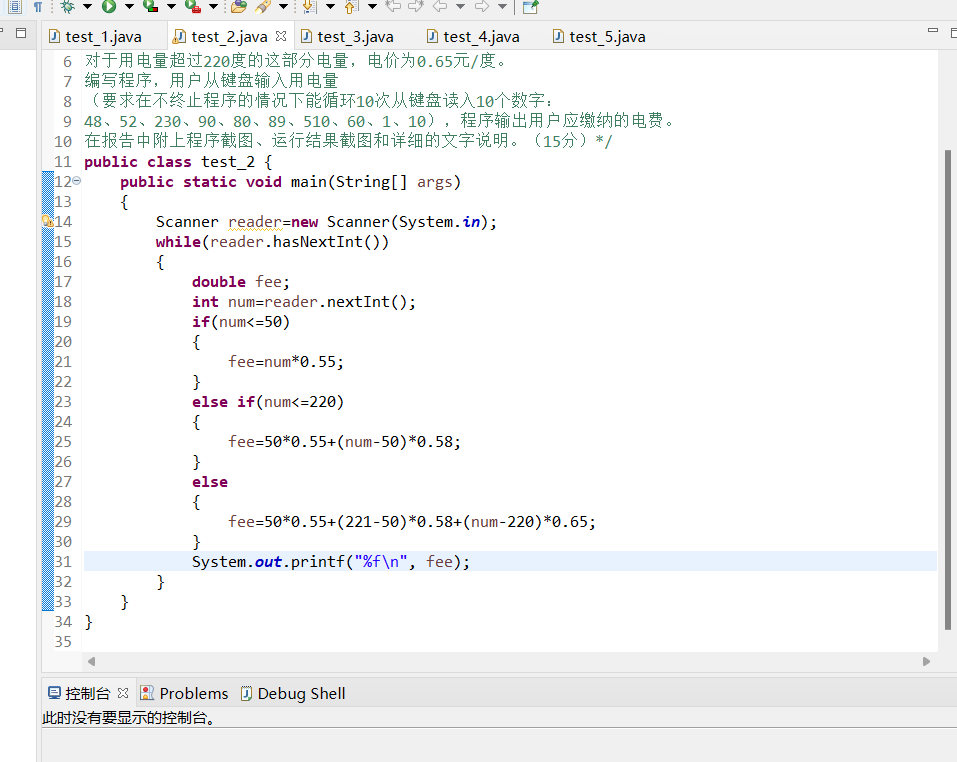 test_1.java test_2.java test_3.java test_4.java test_5.java
6 对于用电量超过220度的这部分电量，电价为0.65元/度。
7 编写程序，用户从键盘输入用电量
8 （要求在不终止程序的情况下能循环10次从键盘读入10个数字：
9 48、52、230、90、80、89、510、60、1、10），程序输出用户应缴纳的电费。
10 在报告中附上程序截图、运行结果截图和详细的文字说明。（15分）*/
11 public class test_2 {
12 public static void main(String[] args)
13 {
14 Scanner reader=new Scanner(System.in);
15 while(reader.hasNextInt())
16 {
17 double fee;
18 int num=reader.nextInt();
19 if(num<=50)
20 {
21 fee=num*0.55;
22 }
23 else if(num<=220)
24 {
25 fee=50*0.55+(num-50)*0.58;
26 }
27 else
28 {
29 fee=50*0.55+(221-50)*0.58+(num-220)*0.65;
30 }
31 System.out.printf("%f\n", fee);
32 }
33 }
34 }
35
控制台 Problems Debug Shell
此时没有要显示的控制台。